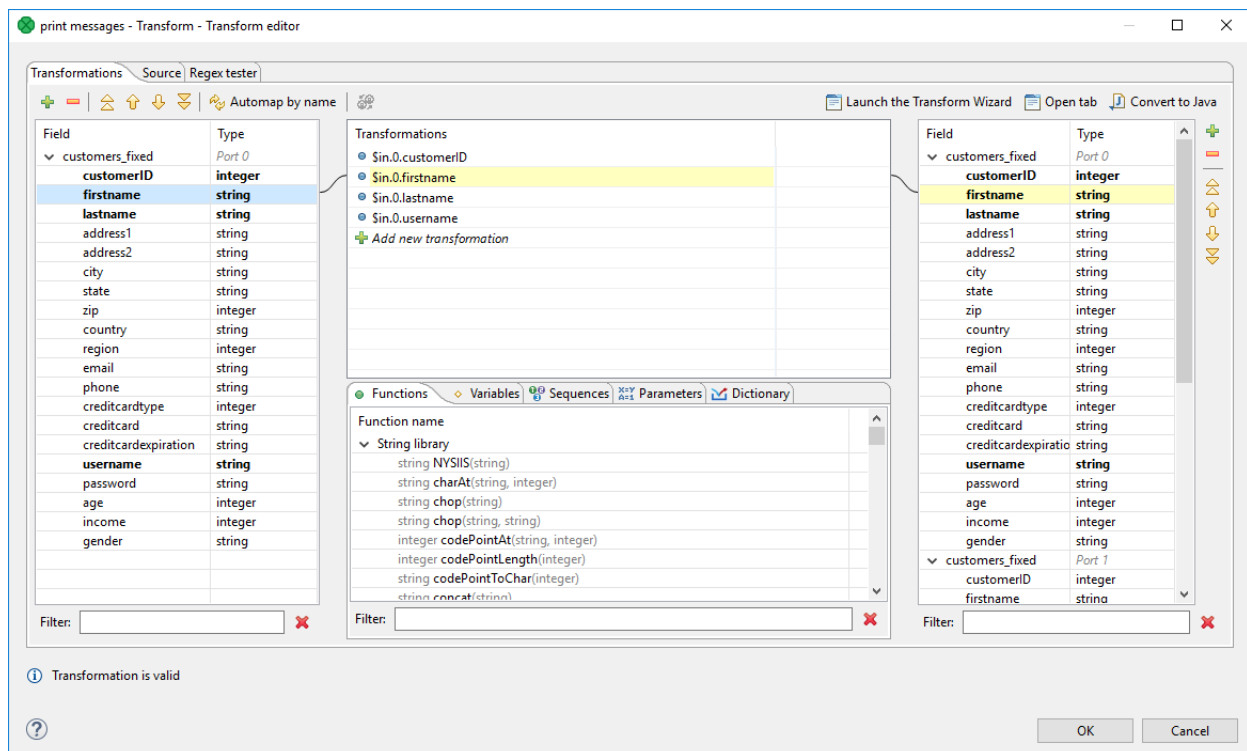 print messages - Transform - Transform editor
Transformations Source Regex tester
Automap by name Launch the Transform Wizard Open tab Convert to Java
Field Type
customers_fixed Port 0
customerID integer
firstname string
lastname string
address1 string
address2 string
city string
state string
zip integer
country string
region integer
email string
phone string
creditcardtype integer
creditcard string
creditcardexpiration string
username string
password string
age integer
income integer
gender string
Filter:
Transformations
$in.0.customerID
$in.0.firstname
$in.0.lastname
$in.0.username
Add new transformation
Functions Variables Sequences X=Y A=1 Parameters Dictionary
Function name
String library
string NYSIIS(string)
string charAt(string, integer)
string chop(string)
string chop(string, string)
integer codePointAt(string, integer)
integer codePointLength(integer)
string codePointToChar(integer)
string concat(string)
Filter:
Field Type
customers_fixed Port 0
customerID integer
firstname string
lastname string
address1 string
address2 string
city string
state string
zip integer
country string
region integer
email string
phone string
creditcardtype integer
creditcard string
creditcardexpiratio string
username string
password string
age integer
income integer
gender string
customers_fixed Port 1
customerID integer
firstname string
Filter:
Transformation is valid
OK Cancel